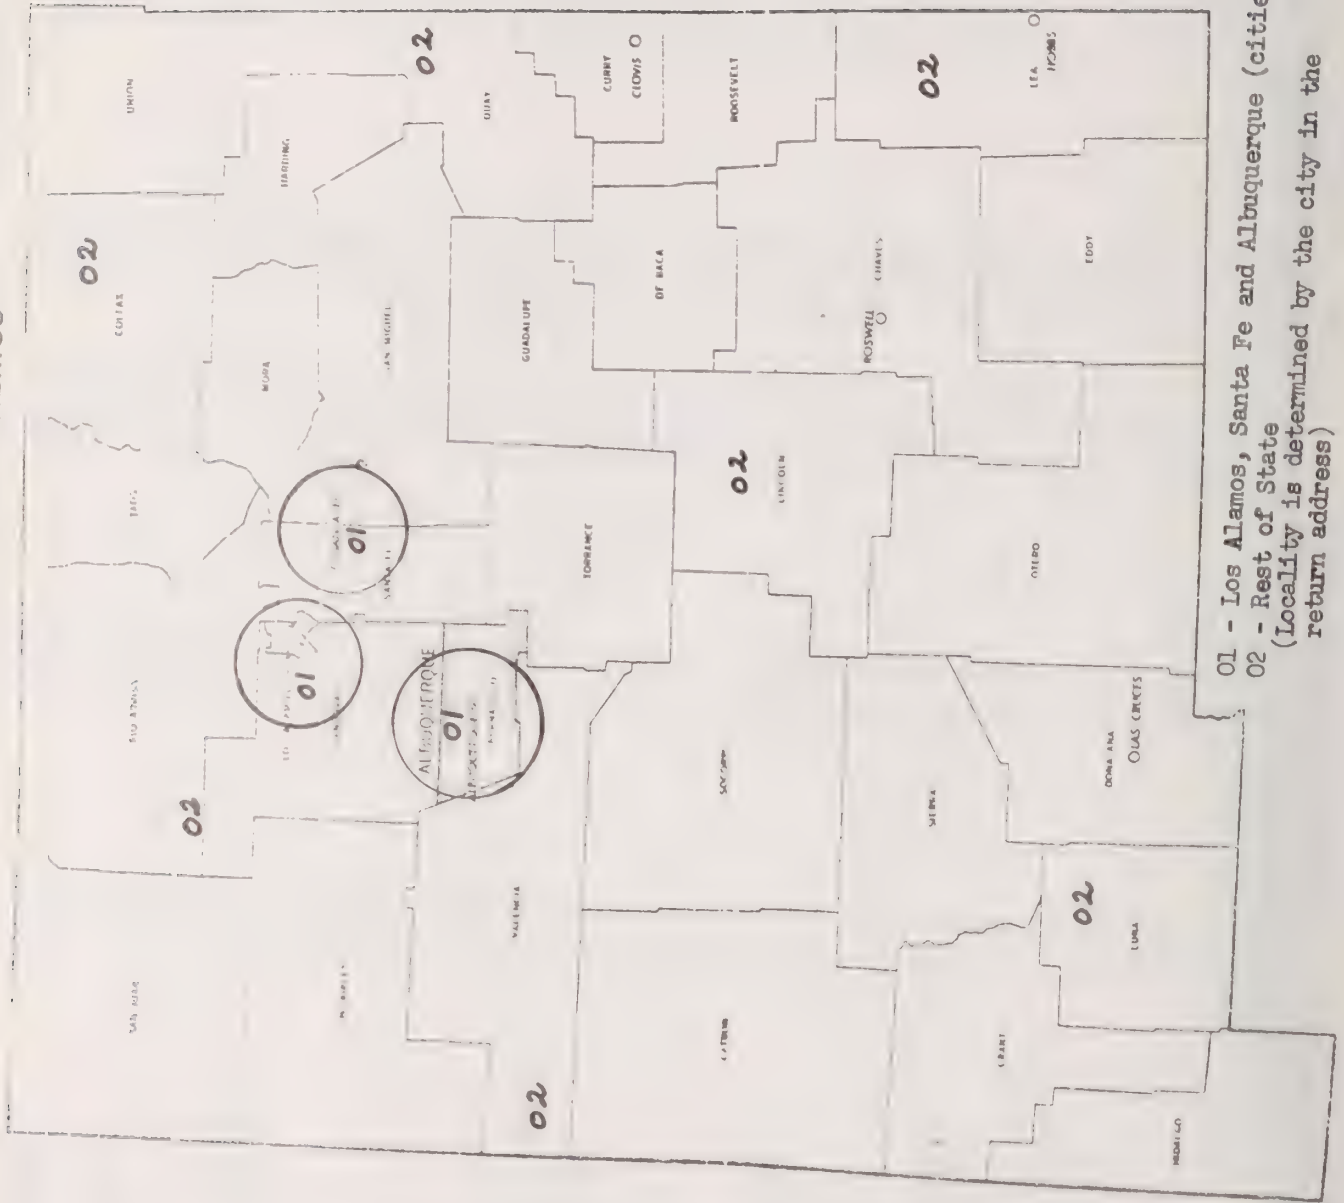 UNION
02
COLFAX
TAOS
02
HARDING
MORA
02
QUAY
SAN MIGUEL
01
SANTA FE
01
CURRY
CLOVIS
GUADALUPE
ALBUQUERQUE
01
ROOSEVELT
DE BACA
TORRANCE
VALENCIA
02
02
LEA
HOBBS
CHAVES
ROSWELL
02
LINCOLN
SOCORRO
CATRON
EDDY
OTERO
SIERRA
DONA ANA
LAS CRUCES
02
LUNA
GRANT
HIDALGO
01 - Los Alamos, Santa Fe and Albuquerque (citie
02 - Rest of State
(Locality is determined by the city in the
return address)